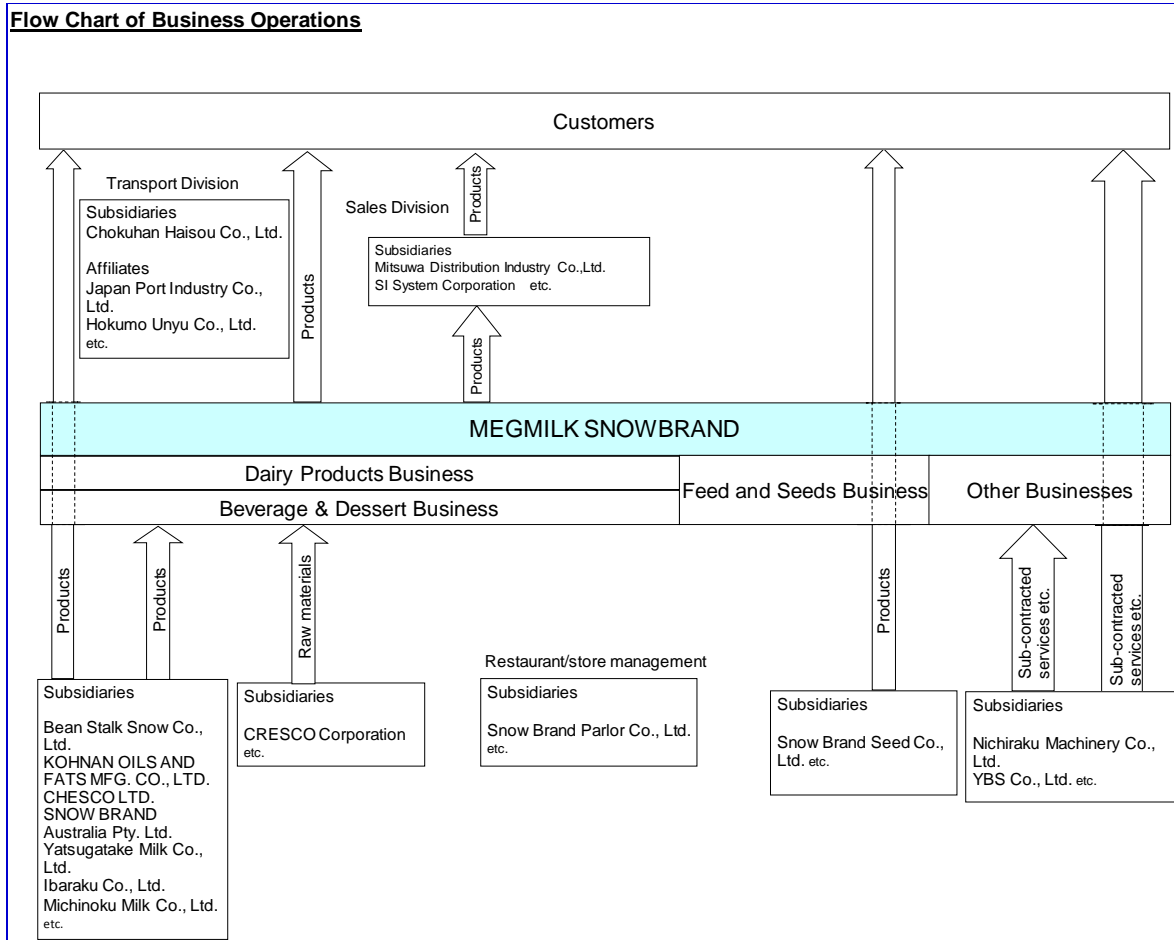 Flow Chart of Business Operations
Customers
Transport Division
Subsidiaries
Chokuhan Haisou Co., Ltd.
Affiliates
Japan Port Industry Co.,
Ltd.
Hokumo Unyu Co., Ltd.
etc.
Products
Sales Division
Products
Subsidiaries
Mitsuwa Distribution Industry Co.,Ltd.
SI System Corporation etc.
Products
MEGMILK SNOWBRAND
Dairy Products Business
Beverage & Dessert Business
Feed and Seeds Business
Other Businesses
Products
Products
Raw materials
Products
Sub-contracted
services etc.
Sub-contracted
services etc.
Subsidiaries
Bean Stalk Snow Co.,
Ltd.
KOHNAN OILS AND
FATS MFG. CO., LTD.
CHESCO LTD.
SNOW BRAND
Australia Pty. Ltd.
Yatsugatake Milk Co.,
Ltd.
Ibaraku Co., Ltd.
Michinoku Milk Co., Ltd.
etc.
Subsidiaries
CRESCO Corporation
etc.
Restaurant/store management
Subsidiaries
Snow Brand Parlor Co., Ltd.
etc.
Subsidiaries
Snow Brand Seed Co.,
Ltd. etc.
Subsidiaries
Nichiraku Machinery Co.,
Ltd.
YBS Co., Ltd. etc.